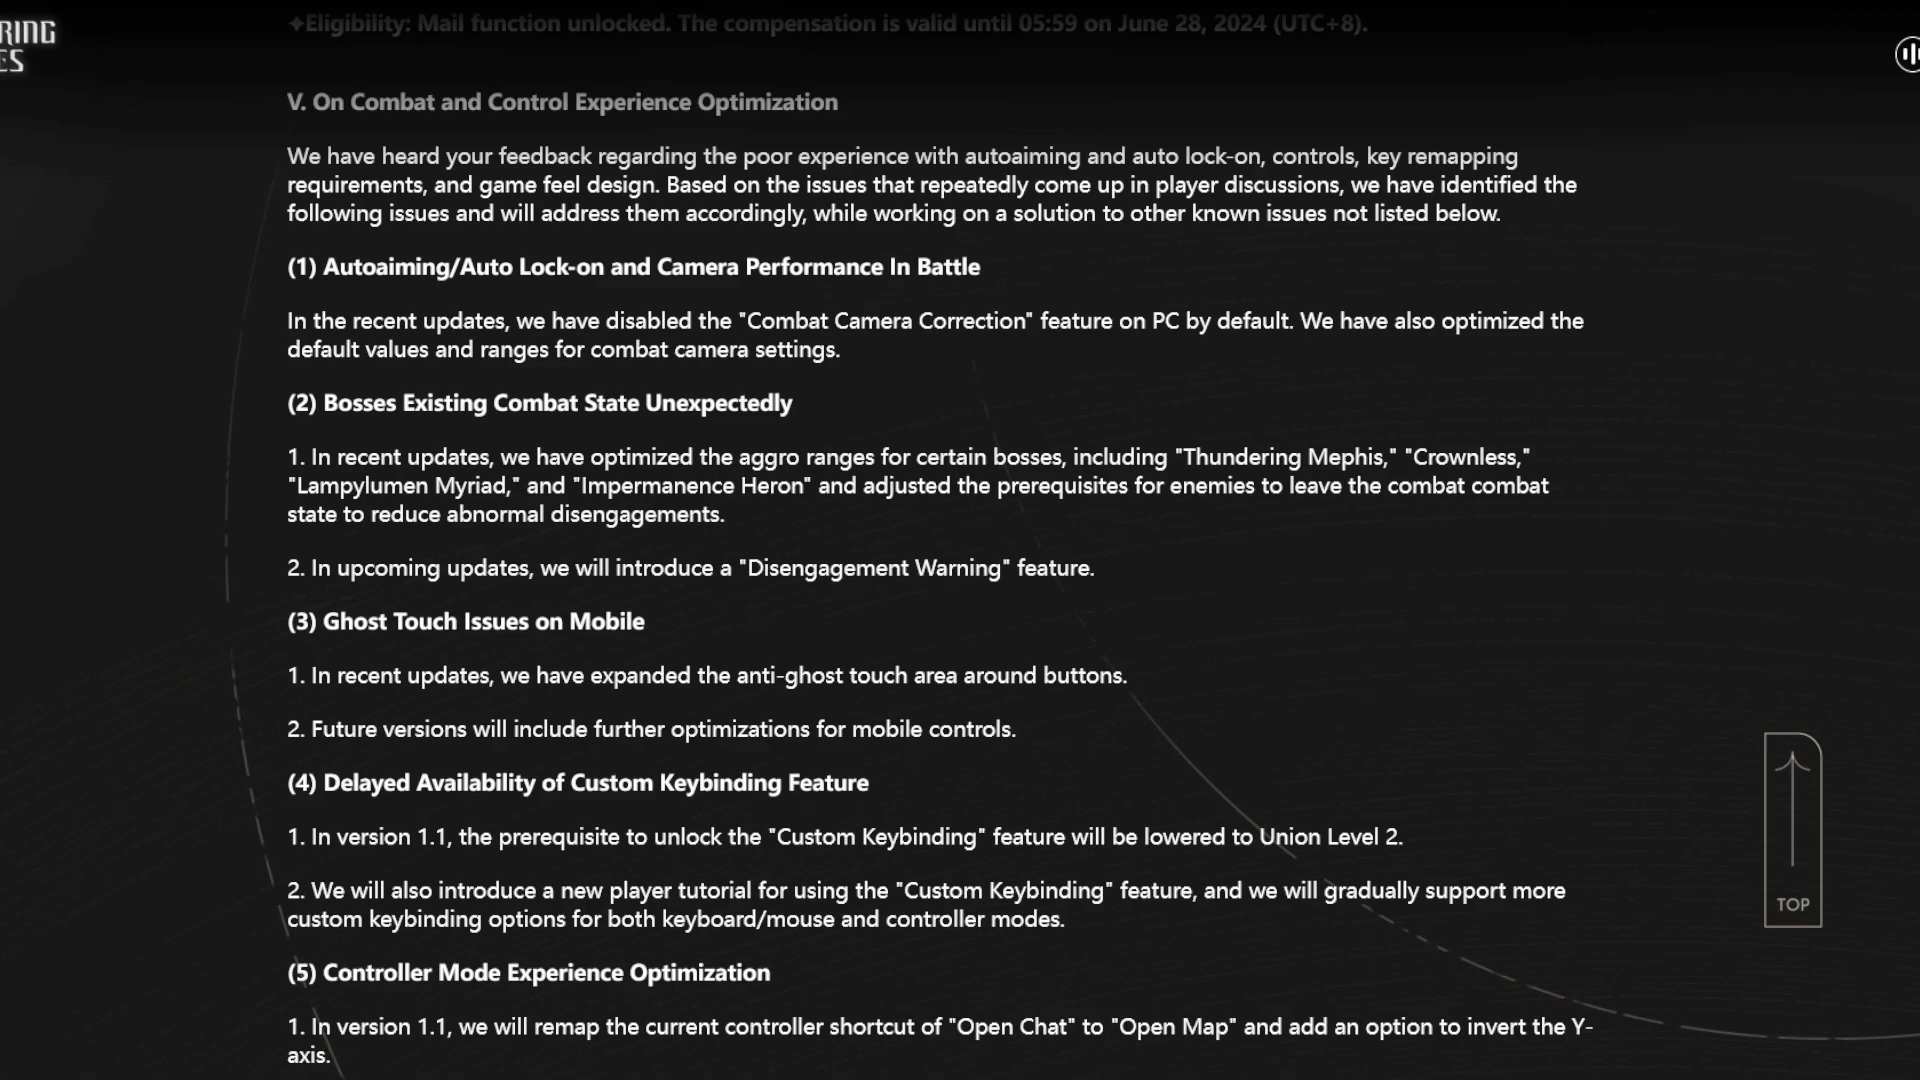 ✦Eligibility: Mail function unlocked. The compensation is valid until 05:59 on June 28, 2024 (UTC+8).
RING
ES
V. On Combat and Control Experience Optimization
We have heard your feedback regarding the poor experience with autoaiming and auto lock-on, controls, key remapping
requirements, and game feel design. Based on the issues that repeatedly come up in player discussions, we have identified the
following issues and will address them accordingly, while working on a solution to other known issues not listed below.
(1) Autoaiming/Auto Lock-on and Camera Performance In Battle
In the recent updates, we have disabled the "Combat Camera Correction" feature on PC by default. We have also optimized the
default values and ranges for combat camera settings.
(2) Bosses Existing Combat State Unexpectedly
1. In recent updates, we have optimized the aggro ranges for certain bosses, including "Thundering Mephis," "Crownless,"
"Lampylumen Myriad," and "Impermanence Heron" and adjusted the prerequisites for enemies to leave the combat combat
state to reduce abnormal disengagements.
2. In upcoming updates, we will introduce a "Disengagement Warning" feature.
(3) Ghost Touch Issues on Mobile
1. In recent updates, we have expanded the anti-ghost touch area around buttons.
2. Future versions will include further optimizations for mobile controls.
(4) Delayed Availability of Custom Keybinding Feature
1. In version 1.1, the prerequisite to unlock the "Custom Keybinding" feature will be lowered to Union Level 2.
2. We will also introduce a new player tutorial for using the "Custom Keybinding" feature, and we will gradually support more
custom keybinding options for both keyboard/mouse and controller modes.
TOP
(5) Controller Mode Experience Optimization
1. In version 1.1, we will remap the current controller shortcut of "Open Chat" to "Open Map" and add an option to invert the Y-
axis.